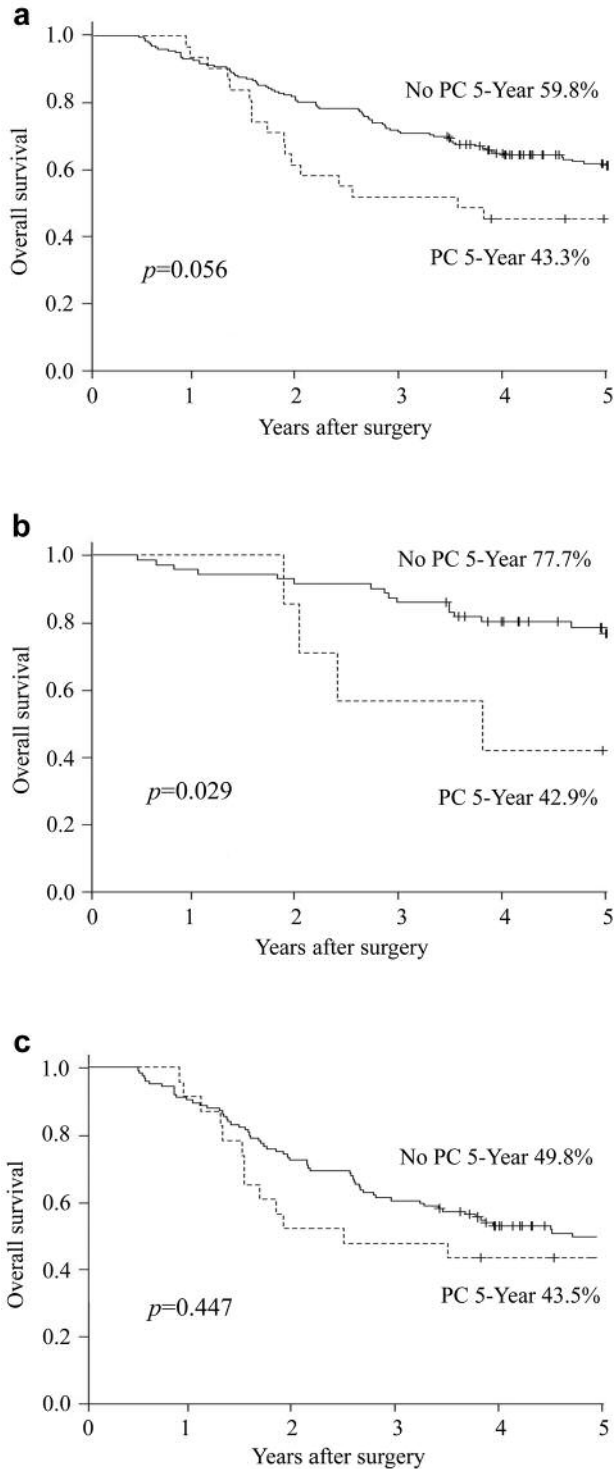 a
1.0
0.8
0.6
0.4
0.2
0.0
Overall survival
No PC 5-Year 59.8%
PC 5-Year 43.3%
p=0.056
0 1 2 3 4 5
Years after surgery
b
1.0
0.8
0.6
0.4
0.2
0.0
Overall survival
No PC 5-Year 77.7%
PC 5-Year 42.9%
p=0.029
0 1 2 3 4 5
Years after surgery
c
1.0
0.8
0.6
0.4
0.2
0.0
Overall survival
No PC 5-Year 49.8%
PC 5-Year 43.5%
p=0.447
0 1 2 3 4 5
Years after surgery